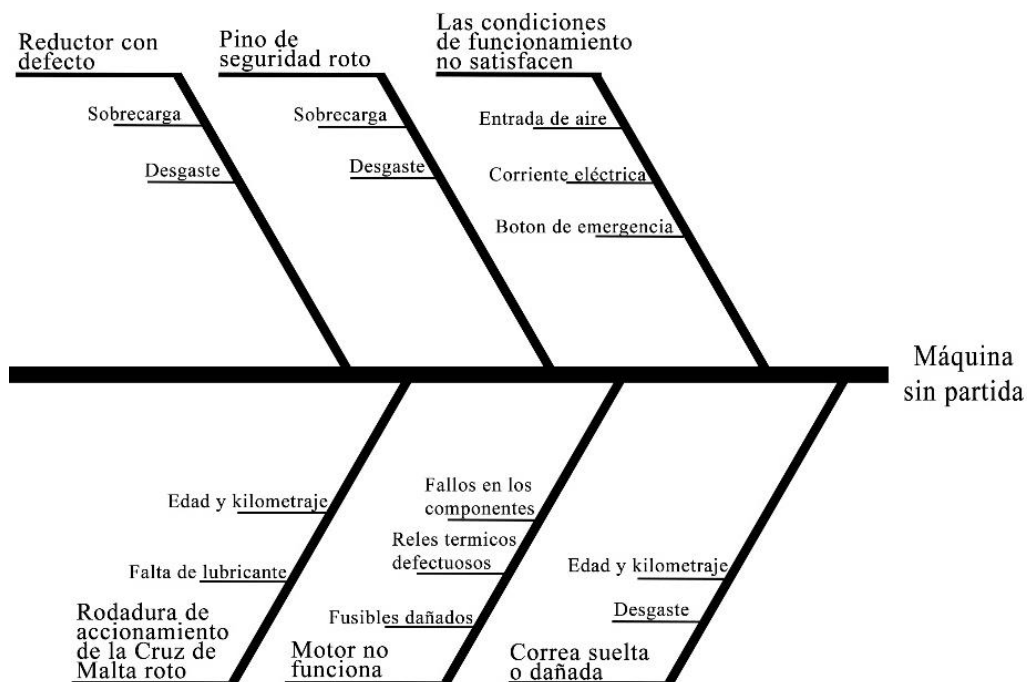 Reductor con
defecto
Sobrecarga
Desgaste
Pino de
seguridad roto
Sobrecarga
Desgaste
Las condiciones
de funcionamiento
no satisfacen
Entrada de aire
Corriente eléctrica
Boton de emergencia
Máquina
sin partida
Edad y kilometraje
Falta de lubricante
Rodadura de
accionamiento
de la Cruz de
Malta roto
Fallos en los
componentes
Reles termicos
defectuosos
Fusibles dañados
Motor no
funciona
Edad y kilometraje
Desgaste
Correa suelta
o dañada